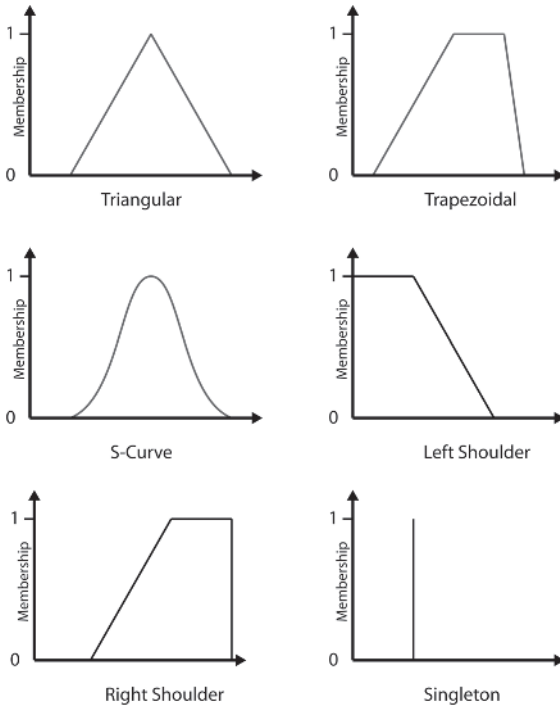 1
Membership
0
Triangular
1
Membership
0
Trapezoidal
1
Membership
0
S-Curve
1
Membership
0
Left Shoulder
1
Membership
0
Right Shoulder
1
Membership
0
Singleton